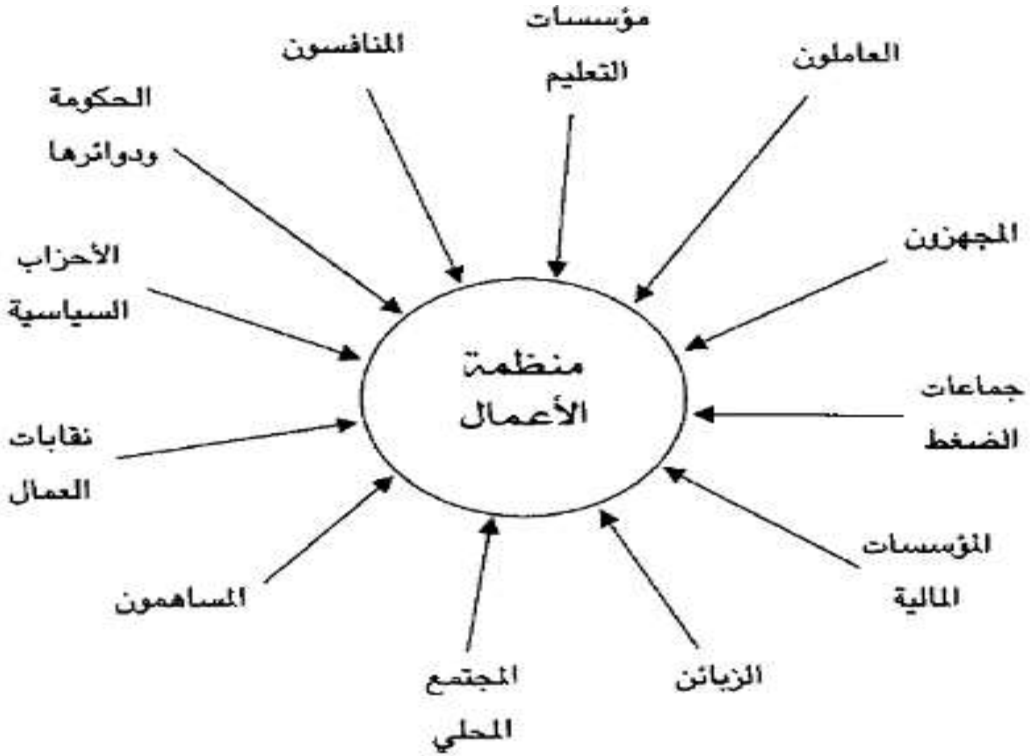 مؤسسات
التعليم
العاملون
المنافسون
الحكومة
ودوائرها
المجهزون
الأحزاب
السياسية
منظمة
الأعمال
جماعات
الضغط
نقابات
العمال
المؤسسات
المالية
المساهمون
الزبائن
المجتمع
المحلي